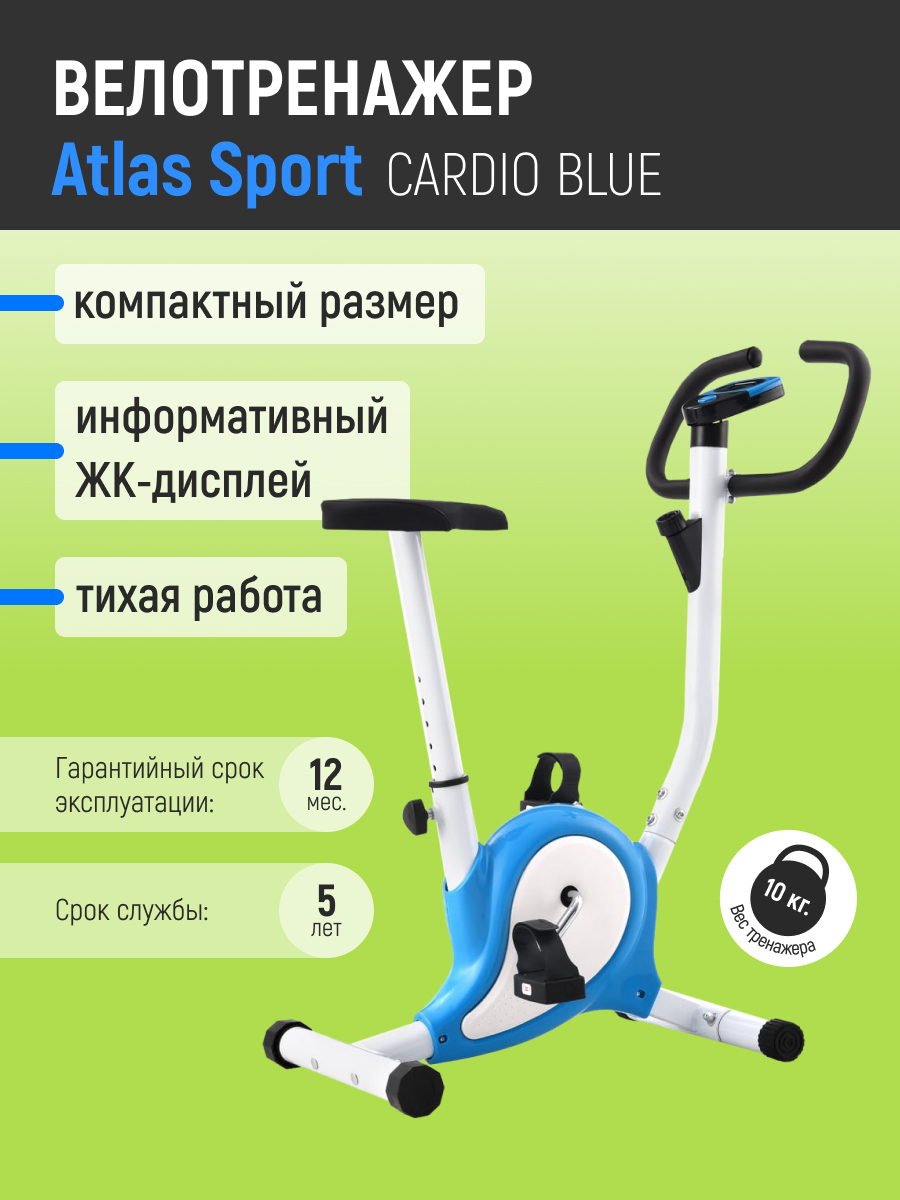 ВЕЛОТРЕНАЖЕР
Atlas Sport CARDIO BLUE
компактный размер
информативный
ЖК-дисплей
тихая работа
Гарантийный срок
эксплуатации:
12
мес.
Срок службы:
5
лет
10 кг.
Вес тренажера